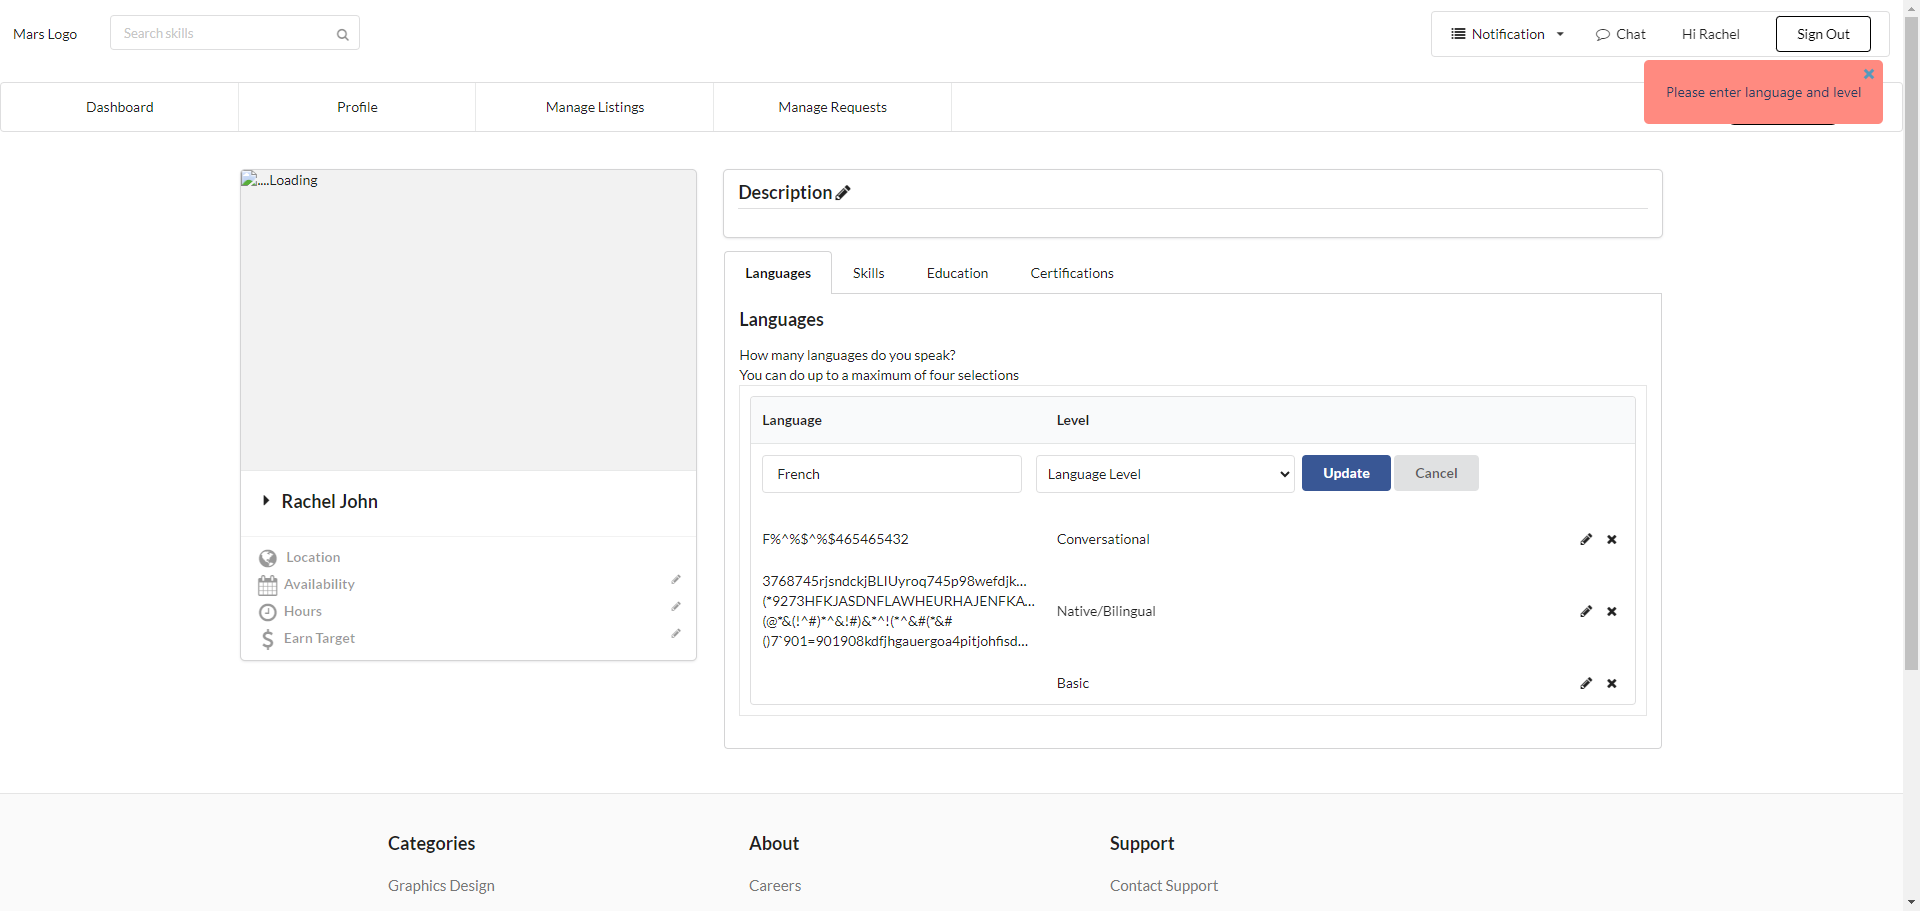 Mars Logo
Search skills
Notification
Chat
Hi Rachel
Sign Out
Please enter language and level
Dashboard
Profile
Manage Listings
Manage Requests
....Loading
Rachel John
Location
Availability
Hours
Earn Target
Description
Languages
Skills
Education
Certifications
Languages
How many languages do you speak?
You can do up to a maximum of four selections
Language
Level
French
Language Level
Update
Cancel
F%^%$^%$465465432
Conversational
3768745rjsndckjBLIUyroq745p98wefdjk...
(*9273HFKJASDNFLAWHEURHAJENFKA...
(@*&(!^#)*^&!#)&*^!(*^&#(*&#
()7`901=901908kdfjhgauergoa4pitjohfisd...
Native/Bilingual
Basic
Categories
About
Support
Graphics Design
Careers
Contact Support